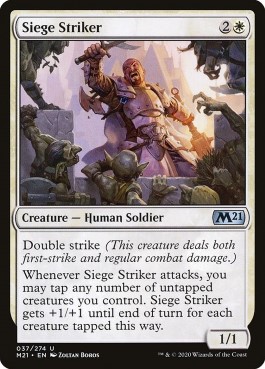 Siege Striker 2
Creature — Human Soldier M21
Double strike (This creature deals both
first-strike and regular combat damage.)
Whenever Siege Striker attacks, you
may tap any number of untapped
creatures you control. Siege Striker
gets +1/+1 until end of turn for each
creature tapped this way.
1/1
037/274 U
M21 • EN ZOLTAN BOROS
™ & © 2020 Wizards of the Coast